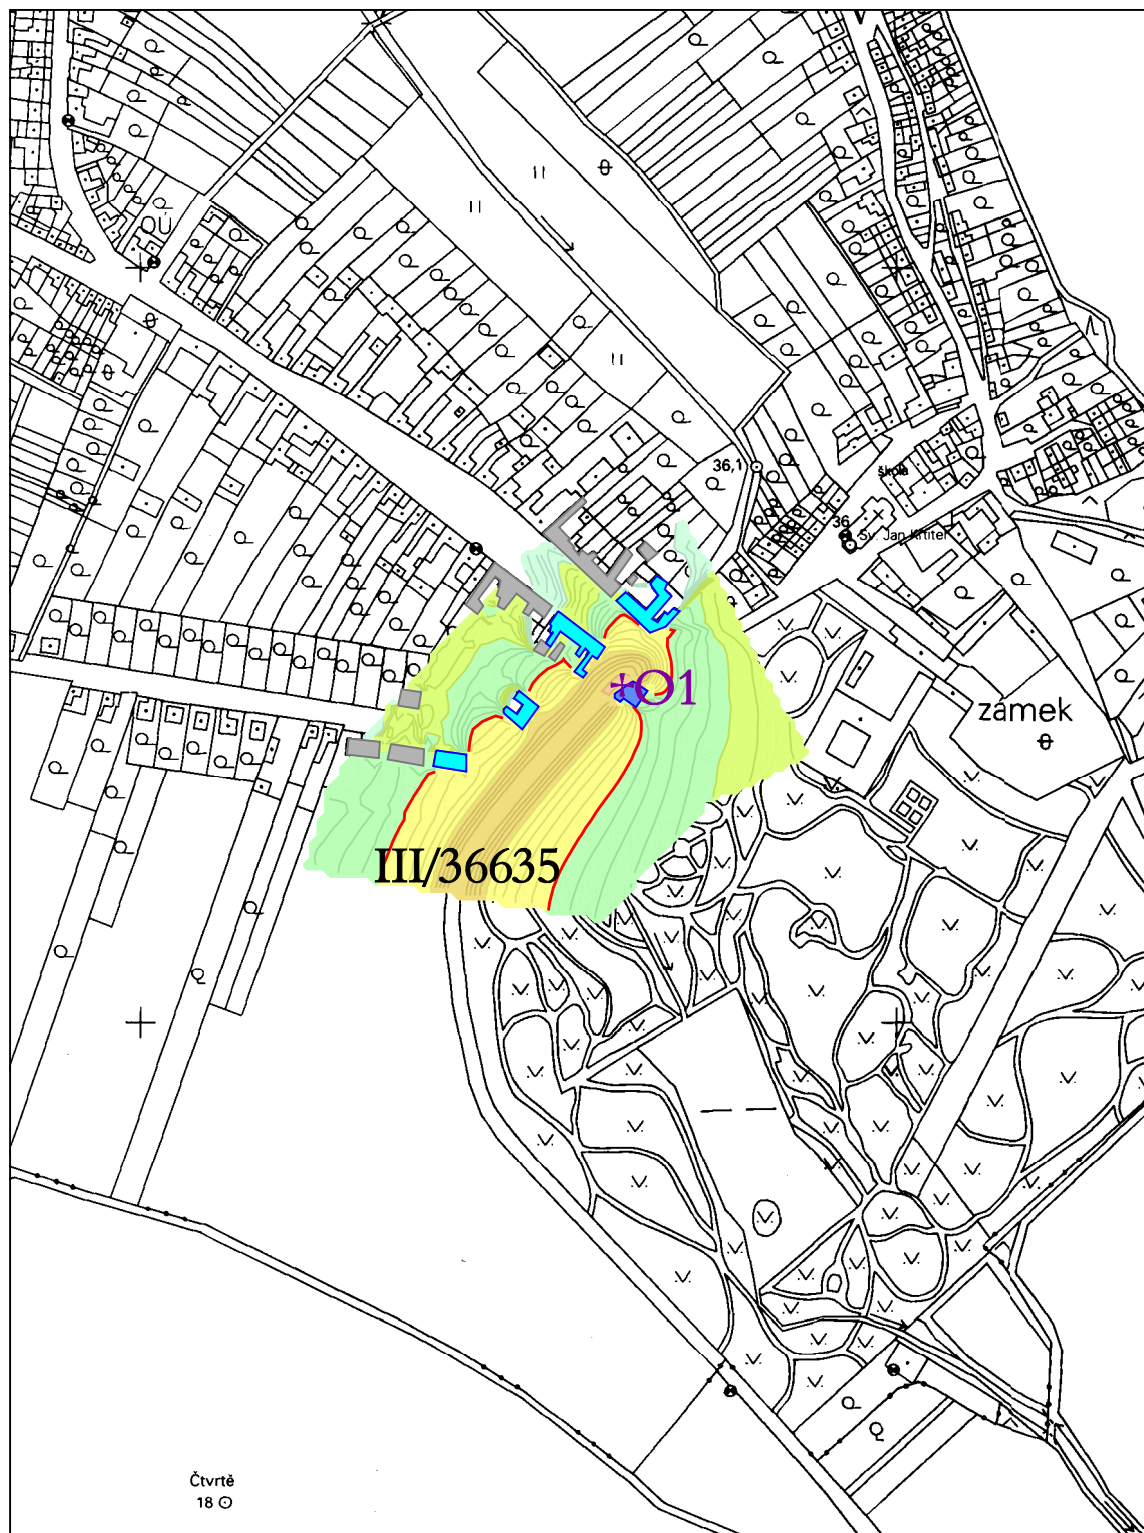 OÚ
36,1
škola
36
Sv. Jan Křtitel
O1
zámek
III/36635
Čtvrtě
18